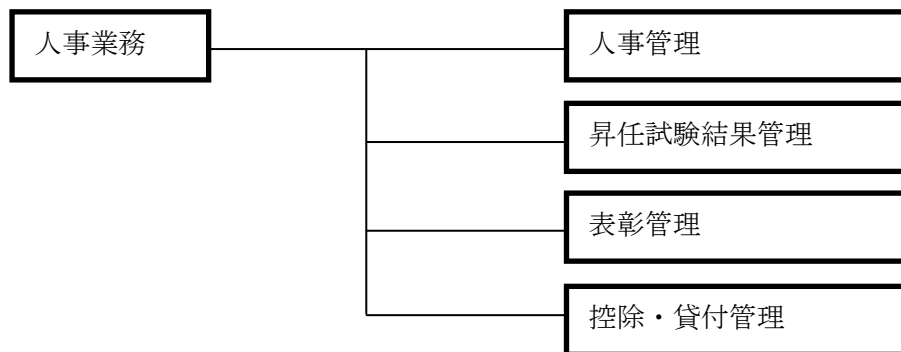 人事業務
人事管理
昇任試験結果管理
表彰管理
控除・貸付管理